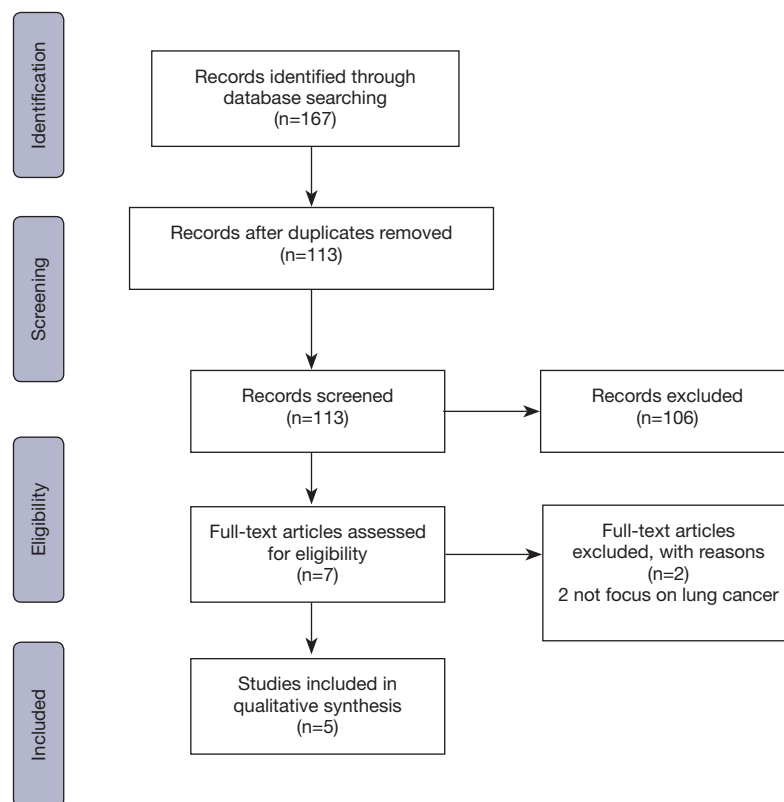 Identification
Records identified through
database searching
(n=167)
Screening
Records after duplicates removed
(n=113)
Records screened
(n=113)
Records excluded
(n=106)
Eligibility
Full-text articles assessed
for eligibility
(n=7)
Full-text articles
excluded, with reasons
(n=2)
2 not focus on lung cancer
Included
Studies included in
qualitative synthesis
(n=5)